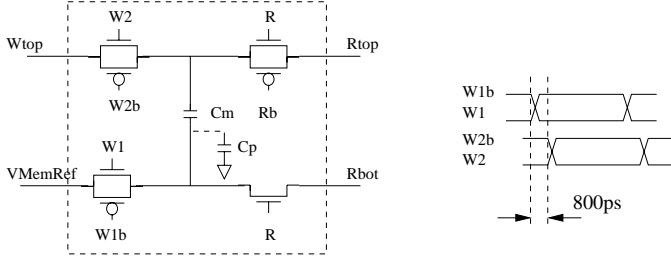 W2 R
Wtop Rtop
W2b Rb
Cm
W1 Cp
VMemRef Rbot
W1b R
W1b
W1
W2b
W2
800ps